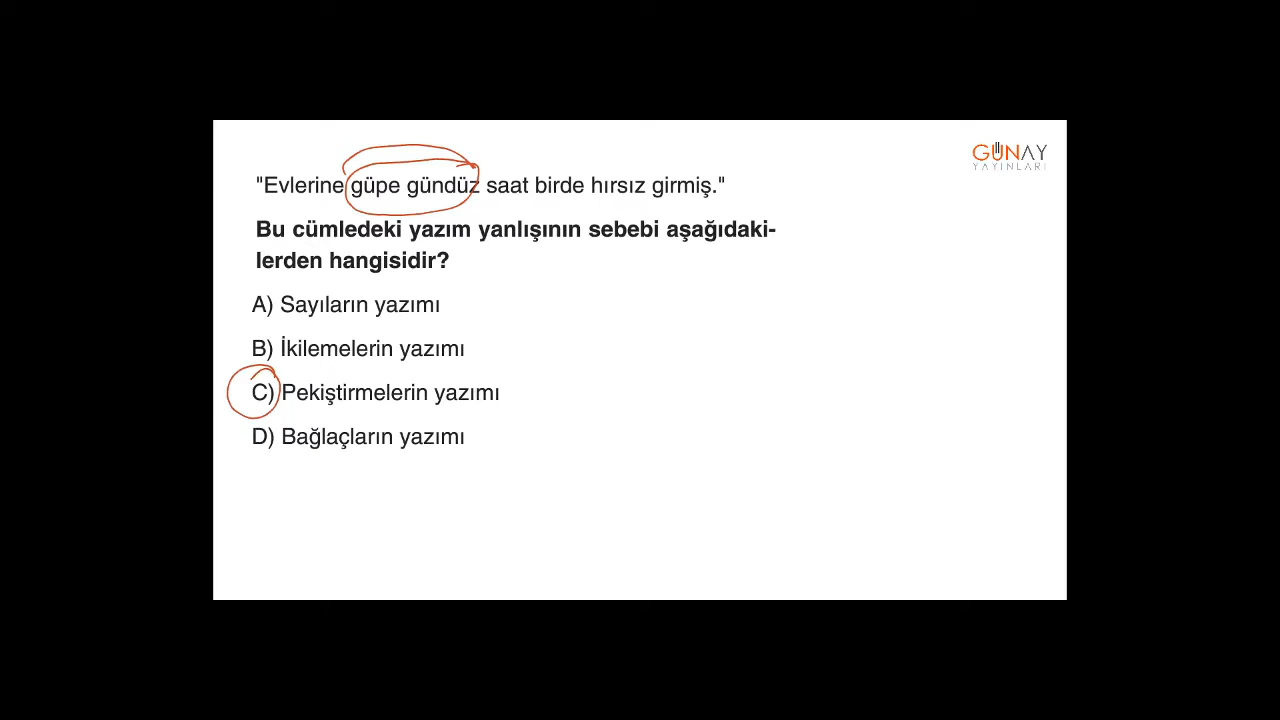 GÜNAY
YAYINLARI
"Evlerine güpe gündüz saat birde hırsız girmiş."
Bu cümledeki yazım yanlışının sebebi aşağıdaki-
lerden hangisidir?
A) Sayıların yazımı
B) İkilemelerin yazımı
C) Pekiştirmelerin yazımı
D) Bağlaçların yazımı